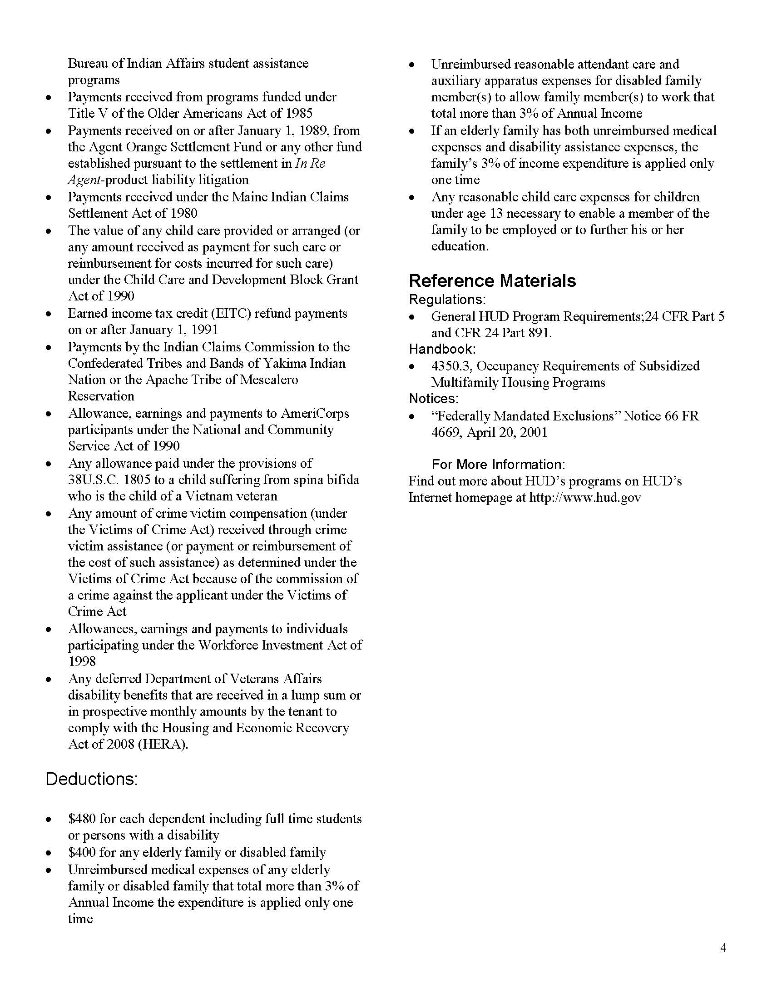 Bureau of Indian Affairs student assistance
programs
• Payments received from programs funded under
Title V of the Older Americans Act of 1985
• Payments received on or after January 1, 1989, from
the Agent Orange Settlement Fund or any other fund
established pursuant to the settlement in In Re
Agent-product liability litigation
• Payments received under the Maine Indian Claims
Settlement Act of 1980
• The value of any child care provided or arranged (or
any amount received as payment for such care or
reimbursement for costs incurred for such care)
under the Child Care and Development Block Grant
Act of 1990
• Earned income tax credit (EITC) refund payments
on or after January 1, 1991
• Payments by the Indian Claims Commission to the
Confederated Tribes and Bands of Yakima Indian
Nation or the Apache Tribe of Mescalero
Reservation
• Allowance, earnings and payments to AmeriCorps
participants under the National and Community
Service Act of 1990
• Any allowance paid under the provisions of
38U.S.C. 1805 to a child suffering from spina bifida
who is the child of a Vietnam veteran
• Any amount of crime victim compensation (under
the Victims of Crime Act) received through crime
victim assistance (or payment or reimbursement of
the cost of such assistance) as determined under the
Victims of Crime Act because of the commission of
a crime against the applicant under the Victims of
Crime Act
• Allowances, earnings and payments to individuals
participating under the Workforce Investment Act of
1998
• Any deferred Department of Veterans Affairs
disability benefits that are received in a lump sum or
in prospective monthly amounts by the tenant to
comply with the Housing and Economic Recovery
Act of 2008 (HERA).
Deductions:
• $480 for each dependent including full time students
or persons with a disability
• $400 for any elderly family or disabled family
• Unreimbursed medical expenses of any elderly
family or disabled family that total more than 3% of
Annual Income the expenditure is applied only one
time
• Unreimbursed reasonable attendant care and
auxiliary apparatus expenses for disabled family
member(s) to allow family member(s) to work that
total more than 3% of Annual Income
• If an elderly family has both unreimbursed medical
expenses and disability assistance expenses, the
family’s 3% of income expenditure is applied only
one time
• Any reasonable child care expenses for children
under age 13 necessary to enable a member of the
family to be employed or to further his or her
education.
Reference Materials
Regulations:
• General HUD Program Requirements;24 CFR Part 5
and CFR 24 Part 891.
Handbook:
• 4350.3, Occupancy Requirements of Subsidized
Multifamily Housing Programs
Notices:
• “Federally Mandated Exclusions” Notice 66 FR
4669, April 20, 2001
For More Information:
Find out more about HUD’s programs on HUD’s
Internet homepage at http://www.hud.gov
4